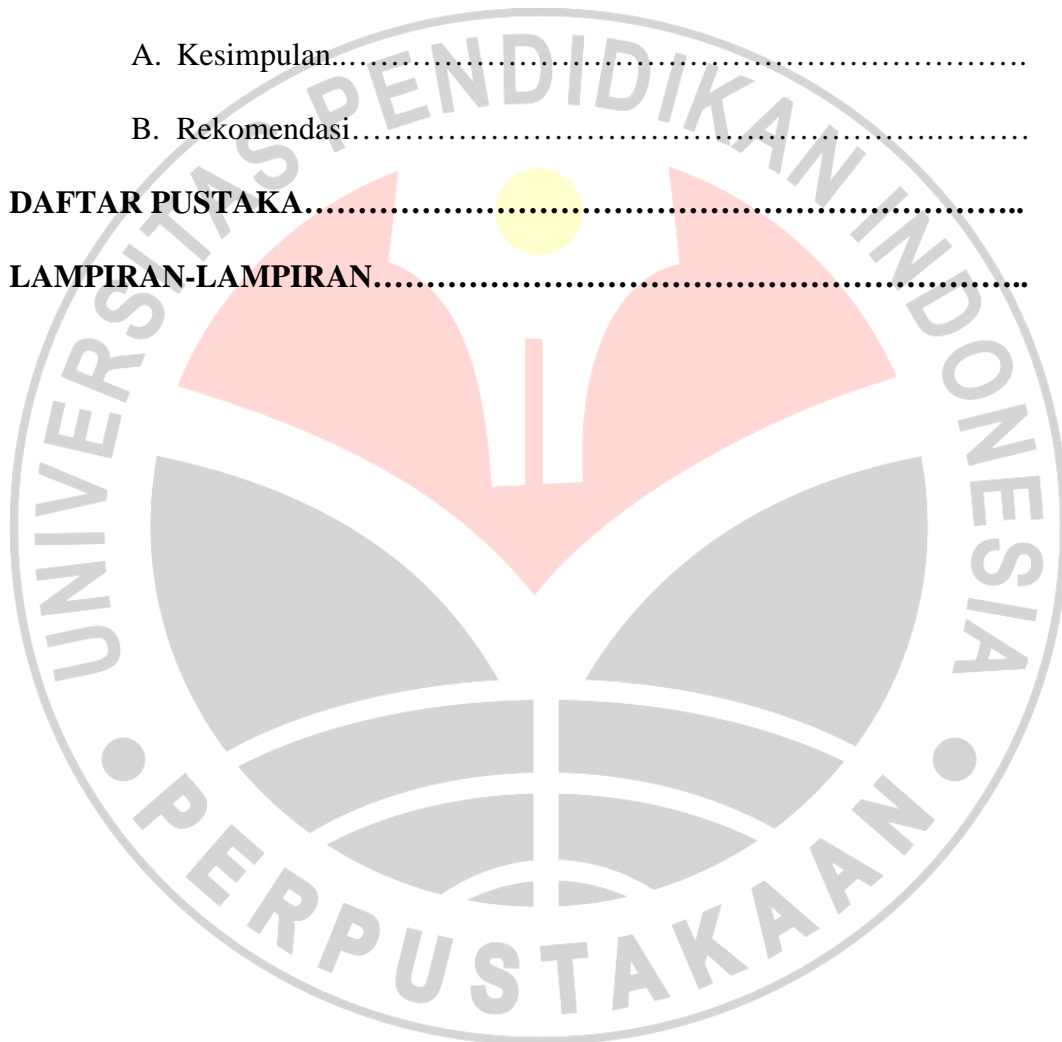 A. Kesimpulan..……………………………………………………….
B. Rekomendasi……………………………………………….………
DAFTAR PUSTAKA…………………………………………………………..
LAMPIRAN-LAMPIRAN……………………………………………………..
UNIVERSITAS PENDIDIKAN INDONESIA
PERPUSTAKAAN